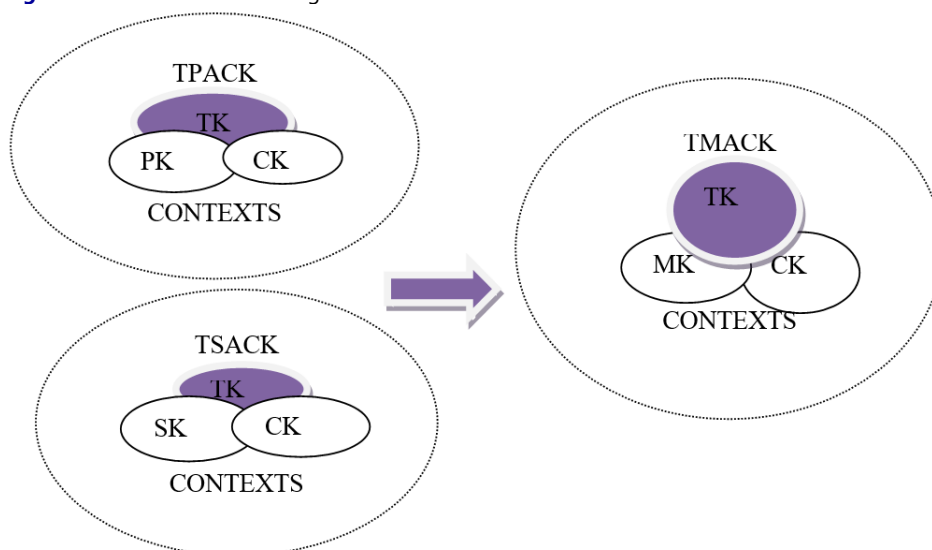 TPACK
TK
PK CK
CONTEXTS
TSACK
TK
SK CK
CONTEXTS
TMACK
TK
MK CK
CONTEXTS